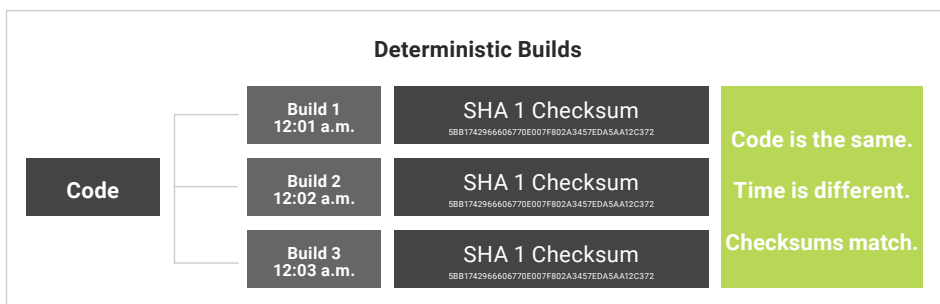 Deterministic Builds
Code
Build 1
12:01 a.m.
SHA 1 Checksum
5BB1742966606770E007F802A3457EDA5AA12C372
Build 2
12:02 a.m.
SHA 1 Checksum
5BB1742966606770E007F802A3457EDA5AA12C372
Build 3
12:03 a.m.
SHA 1 Checksum
5BB1742966606770E007F802A3457EDA5AA12C372
Code is the same.
Time is different.
Checksums match.